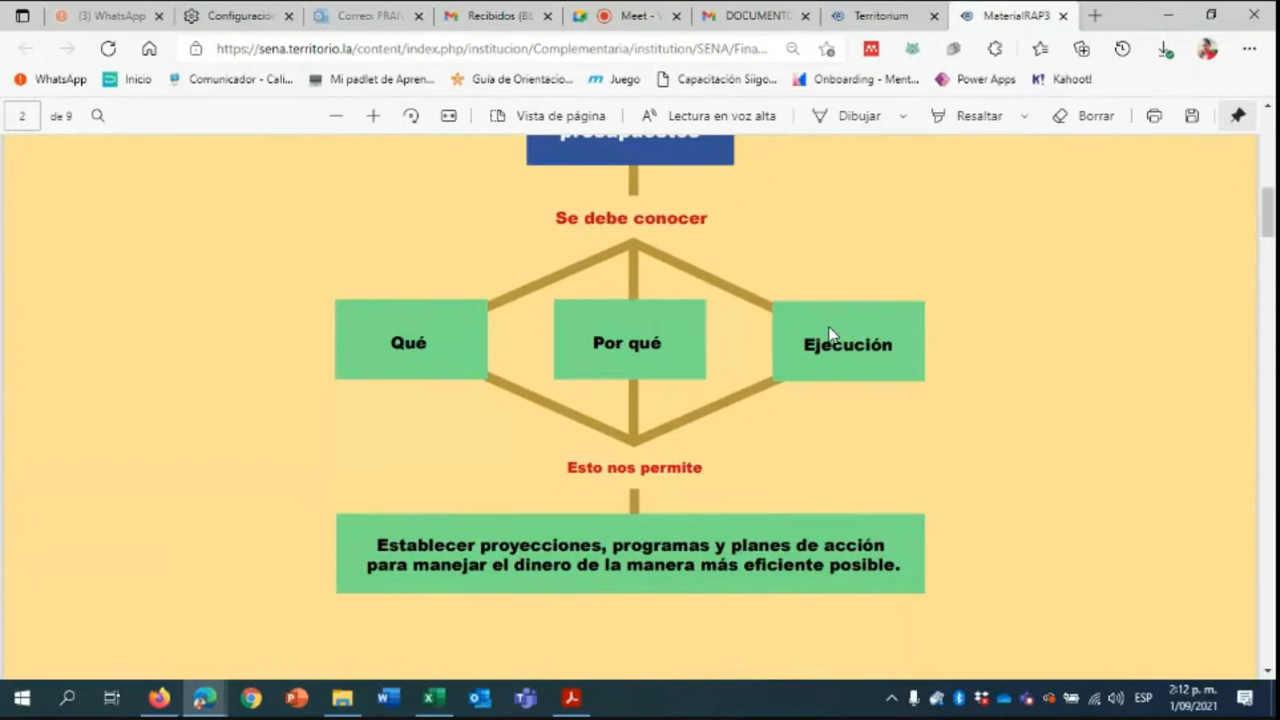 (3) WhatsApp
Configuración
Correo: FRAN
Recibidos (8
Meet -
DOCUMENTO
Territorium
MaterialRAP3
https://sena.territorio.la/content/index.php/institucion/Complementaria/institution/SENA/Fina...
WhatsApp
Inicio
Comunicador - Cali...
Mi padlet de Apren...
Guía de Orientacio...
Juego
Capacitación Siigo...
Onboarding - Ment...
Power Apps
Kahoot!
2 de 9
Vista de página
Lectura en voz alta
Dibujar
Resaltar
Borrar
presupuestos
Se debe conocer
Qué
Por qué
Ejecución
Esto nos permite
Establecer proyecciones, programas y planes de acción
para manejar el dinero de la manera más eficiente posible.
ESP
2:12 p. m.
1/09/2021